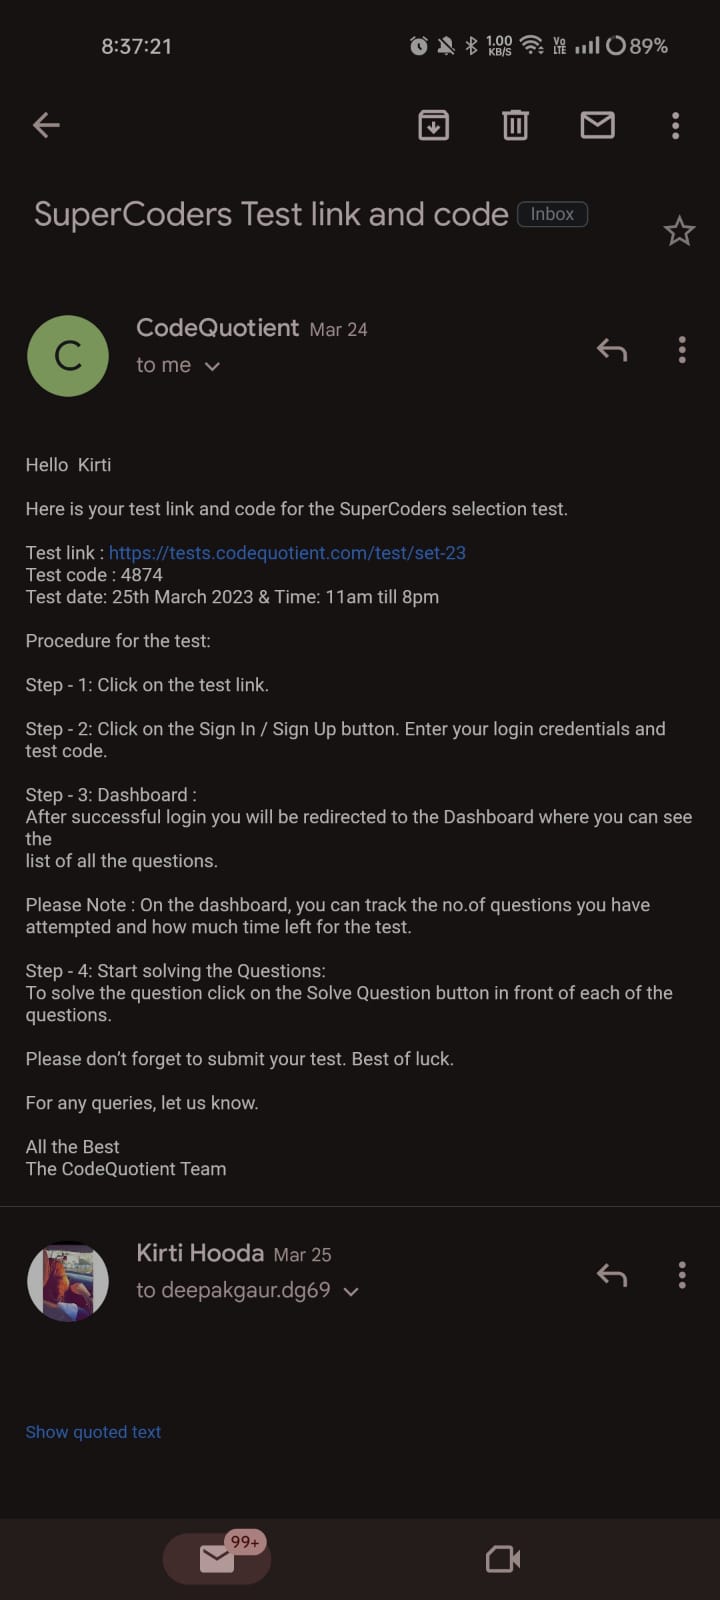 8:37:21
1.00
KB/S
Vo
LTE
89%
SuperCoders Test link and code Inbox
C
CodeQuotient Mar 24
to me
Hello  Kirti
Here is your test link and code for the SuperCoders selection test.
Test link : https://tests.codequotient.com/test/set-23
Test code : 4874
Test date: 25th March 2023 & Time: 11am till 8pm
Procedure for the test:
Step - 1: Click on the test link.
Step - 2: Click on the Sign In / Sign Up button. Enter your login credentials and
test code.
Step - 3: Dashboard :
After successful login you will be redirected to the Dashboard where you can see
the
list of all the questions.
Please Note : On the dashboard, you can track the no.of questions you have
attempted and how much time left for the test.
Step - 4: Start solving the Questions:
To solve the question click on the Solve Question button in front of each of the
questions.
Please don’t forget to submit your test. Best of luck.
For any queries, let us know.
All the Best
The CodeQuotient Team
Kirti Hooda Mar 25
to deepakgaur.dg69
Show quoted text
99+